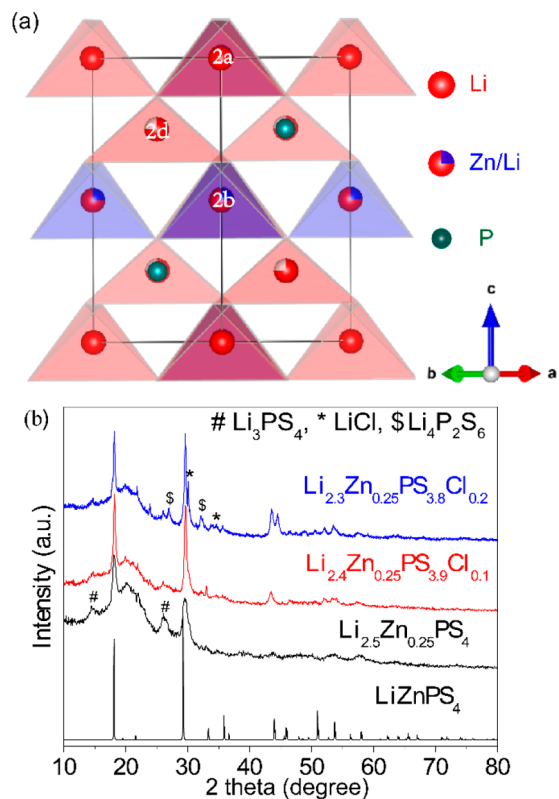 (a)
2a
Li
2d
Zn/Li
2b
P
c
b
a
(b)
# Li3PS4, * LiCl, $Li4P2S6
*
$
$
*
Li2.3Zn0.25PS3.8Cl0.2
Li2.4Zn0.25PS3.9Cl0.1
#
#
Li2.5Zn0.25PS4
LiZnPS4
Intensity (a.u.)
10 20 30 40 50 60 70 80
2 theta (degree)